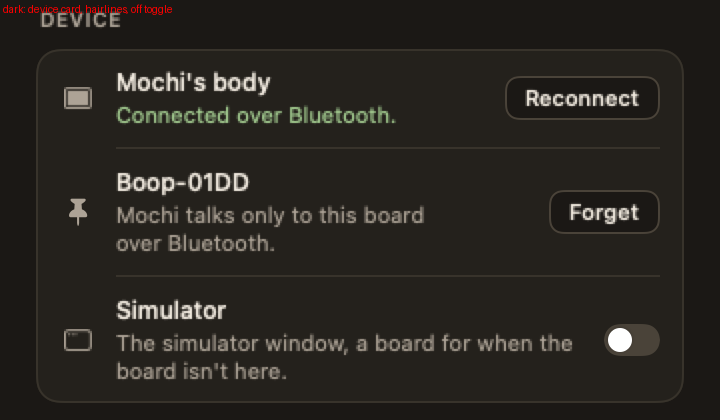 dark: device card, hairlines, off toggle
DEVICE
Mochi's body
Connected over Bluetooth.
Reconnect
Boop-01DD
Mochi talks only to this board
over Bluetooth.
Forget
Simulator
The simulator window, a board for when the
board isn't here.